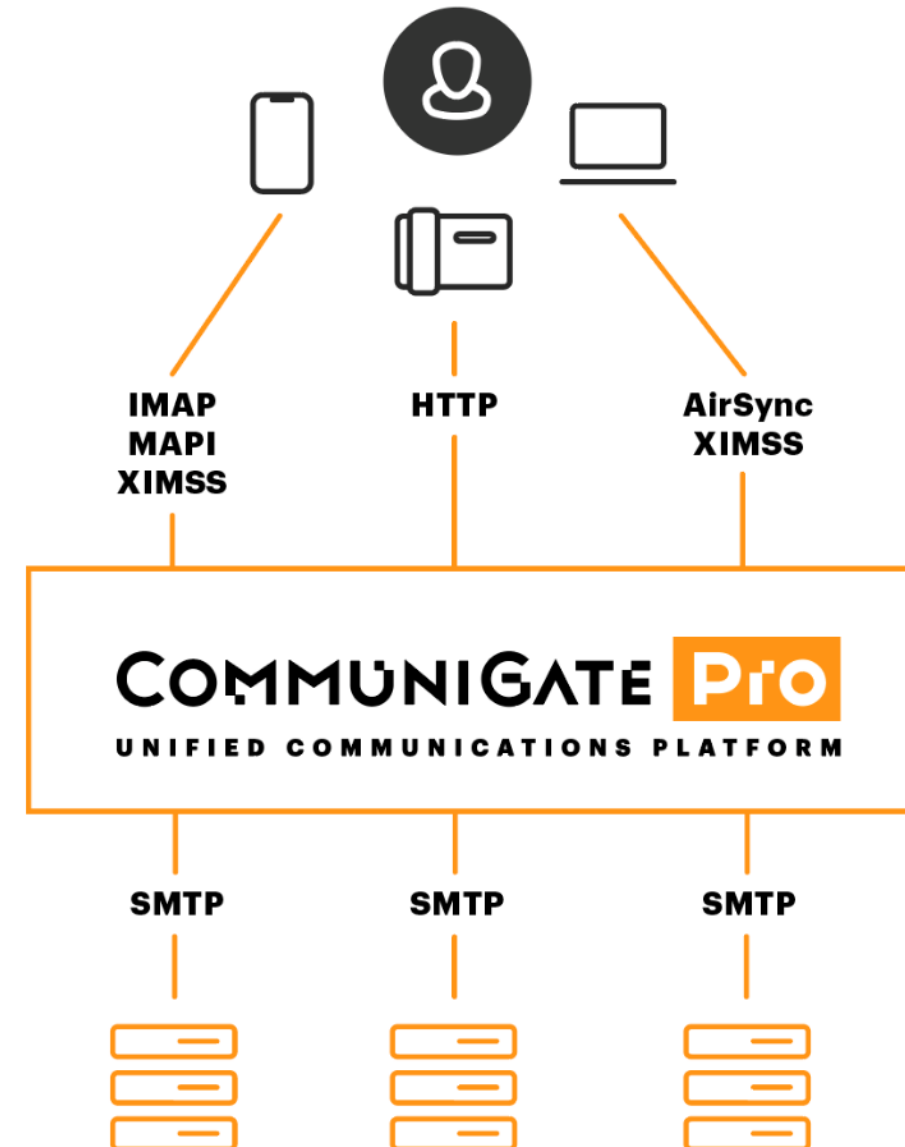 IMAP
MAPI
XIMSS
HTTP
AirSync
XIMSS
COMMUNIGATE Pro
UNIFIED COMMUNICATIONS PLATFORM
SMTP
SMTP
SMTP